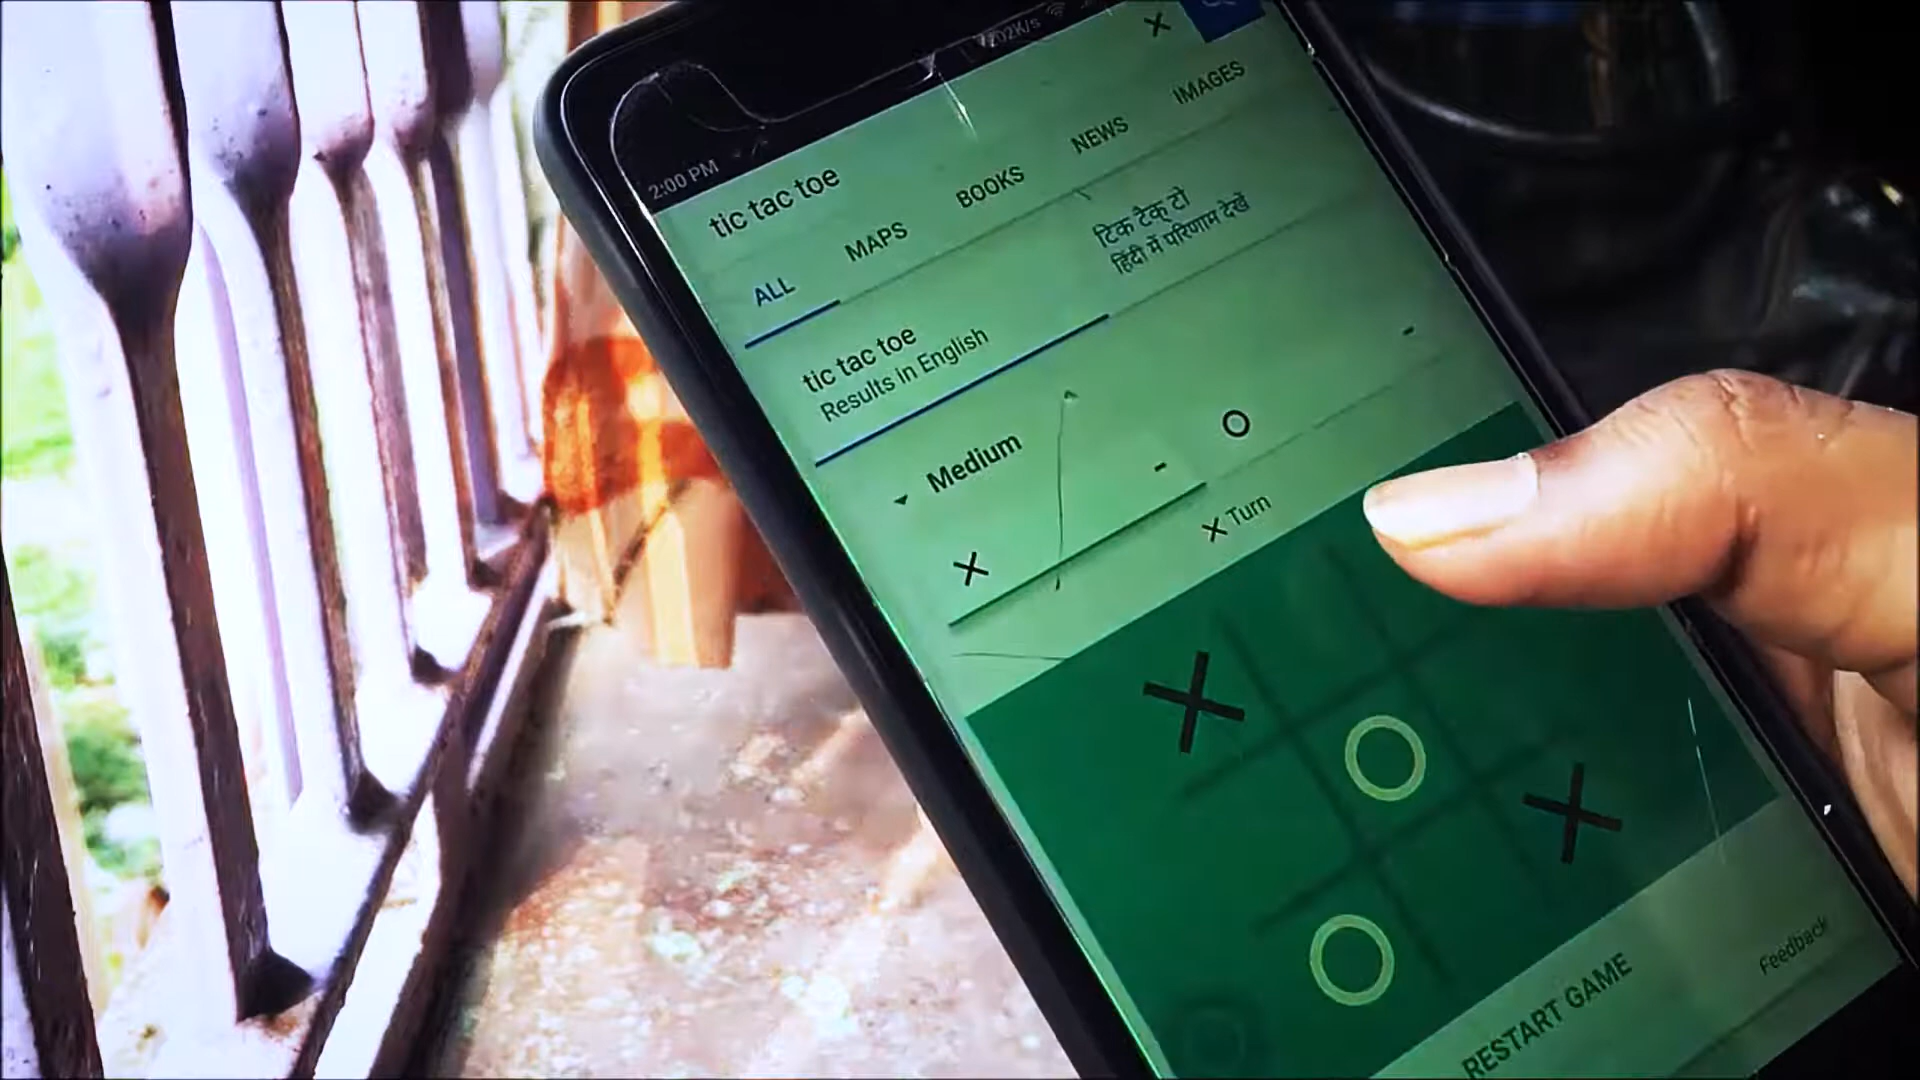 202K/s
2:00 PM
tic tac toe
ALL MAPS BOOKS NEWS IMAGES
tic tac toe
Results in English
टिक टैक टो
हिंदी में परिणाम देखें
Medium
X -
O -
X Turn
X
O
X
O
RESTART GAME
Feedback